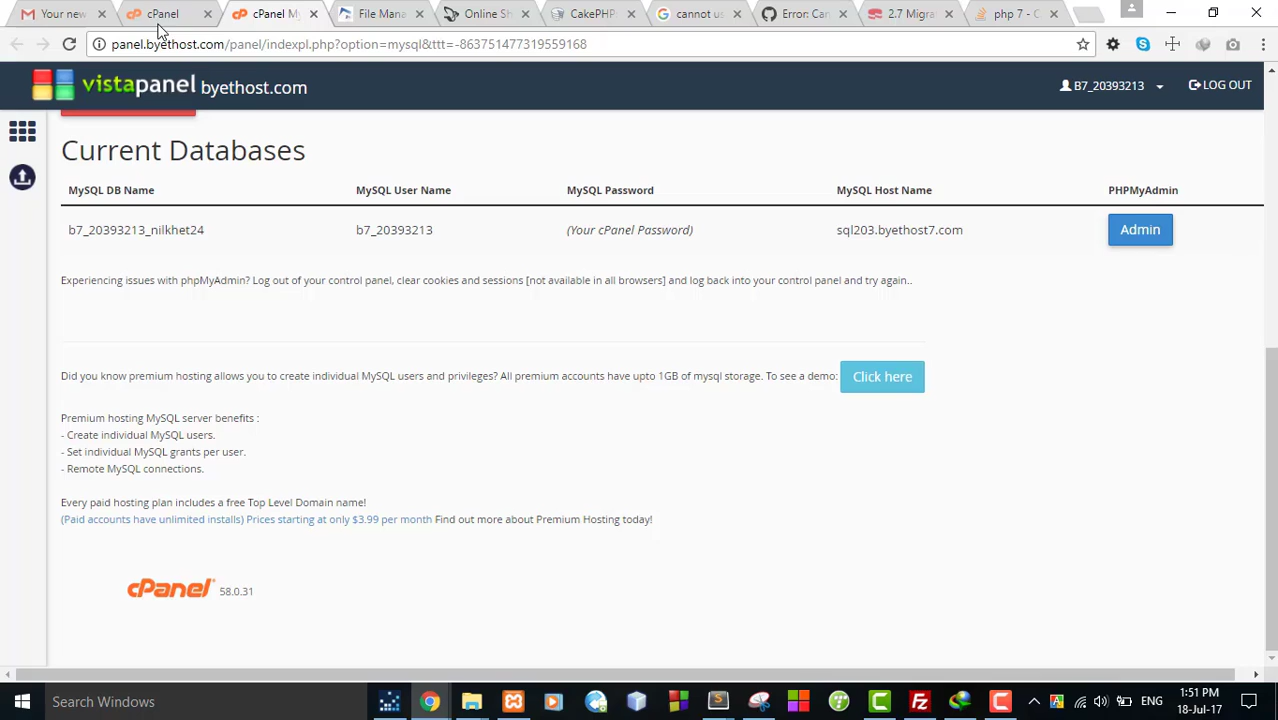 Your new
cPanel
cPanel My
File Mana
Online Sh
CakePHP
cannot us
Error: Can
2.7 Migra
php 7 - C
panel.byethost.com/panel/indexpl.php?option=mysql&ttt=-863751477319559168
vistapanel byethost.com
B7_20393213
LOG OUT
Current Databases
MySQL DB Name MySQL User Name MySQL Password MySQL Host Name PHPMyAdmin
b7_20393213_nilkhet24 b7_20393213 (Your cPanel Password) sql203.byethost7.com Admin
Experiencing issues with phpMyAdmin? Log out of your control panel, clear cookies and sessions [not available in all browsers] and log back into your control panel and try again..
Did you know premium hosting allows you to create individual MySQL users and privileges? All premium accounts have upto 1GB of mysql storage. To see a demo: Click here
Premium hosting MySQL server benefits :
- Create individual MySQL users.
- Set individual MySQL grants per user.
- Remote MySQL connections.
Every paid hosting plan includes a free Top Level Domain name!
(Paid accounts have unlimited installs) Prices starting at only $3.99 per month Find out more about Premium Hosting today!
cPanel 58.0.31
Search Windows
ENG
1:51 PM
18-Jul-17